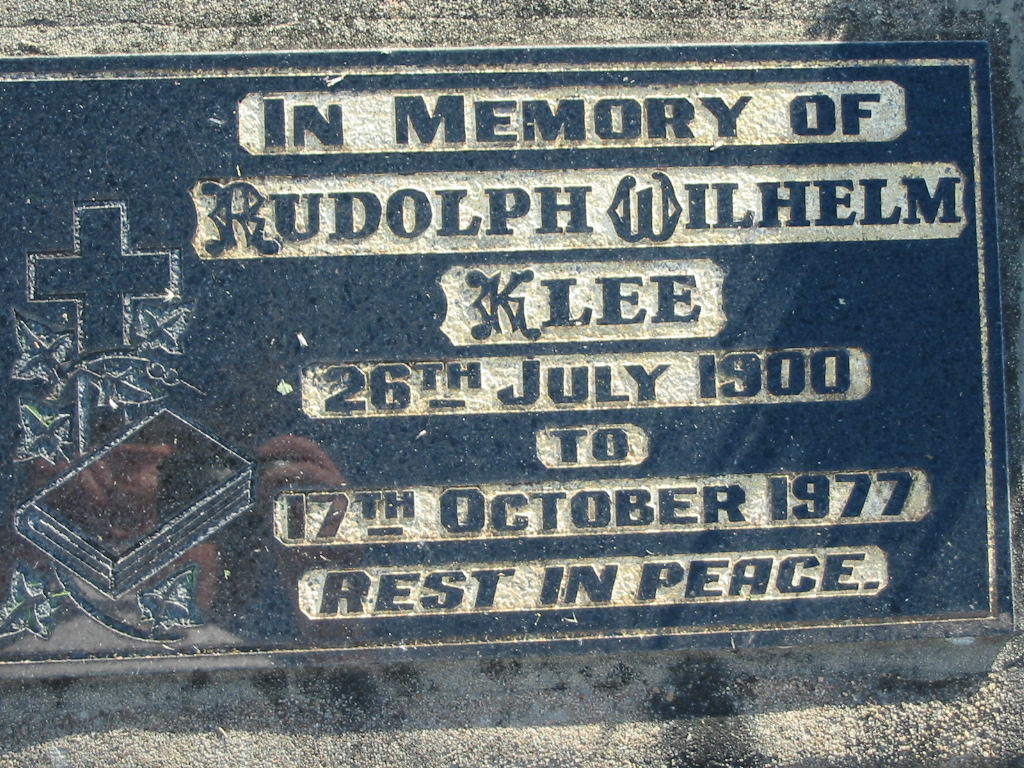 IN MEMORY OF
RUDOLPH WILHELM
KLEE
26TH JULY 1900
TO
17TH OCTOBER 1977
REST IN PEACE.